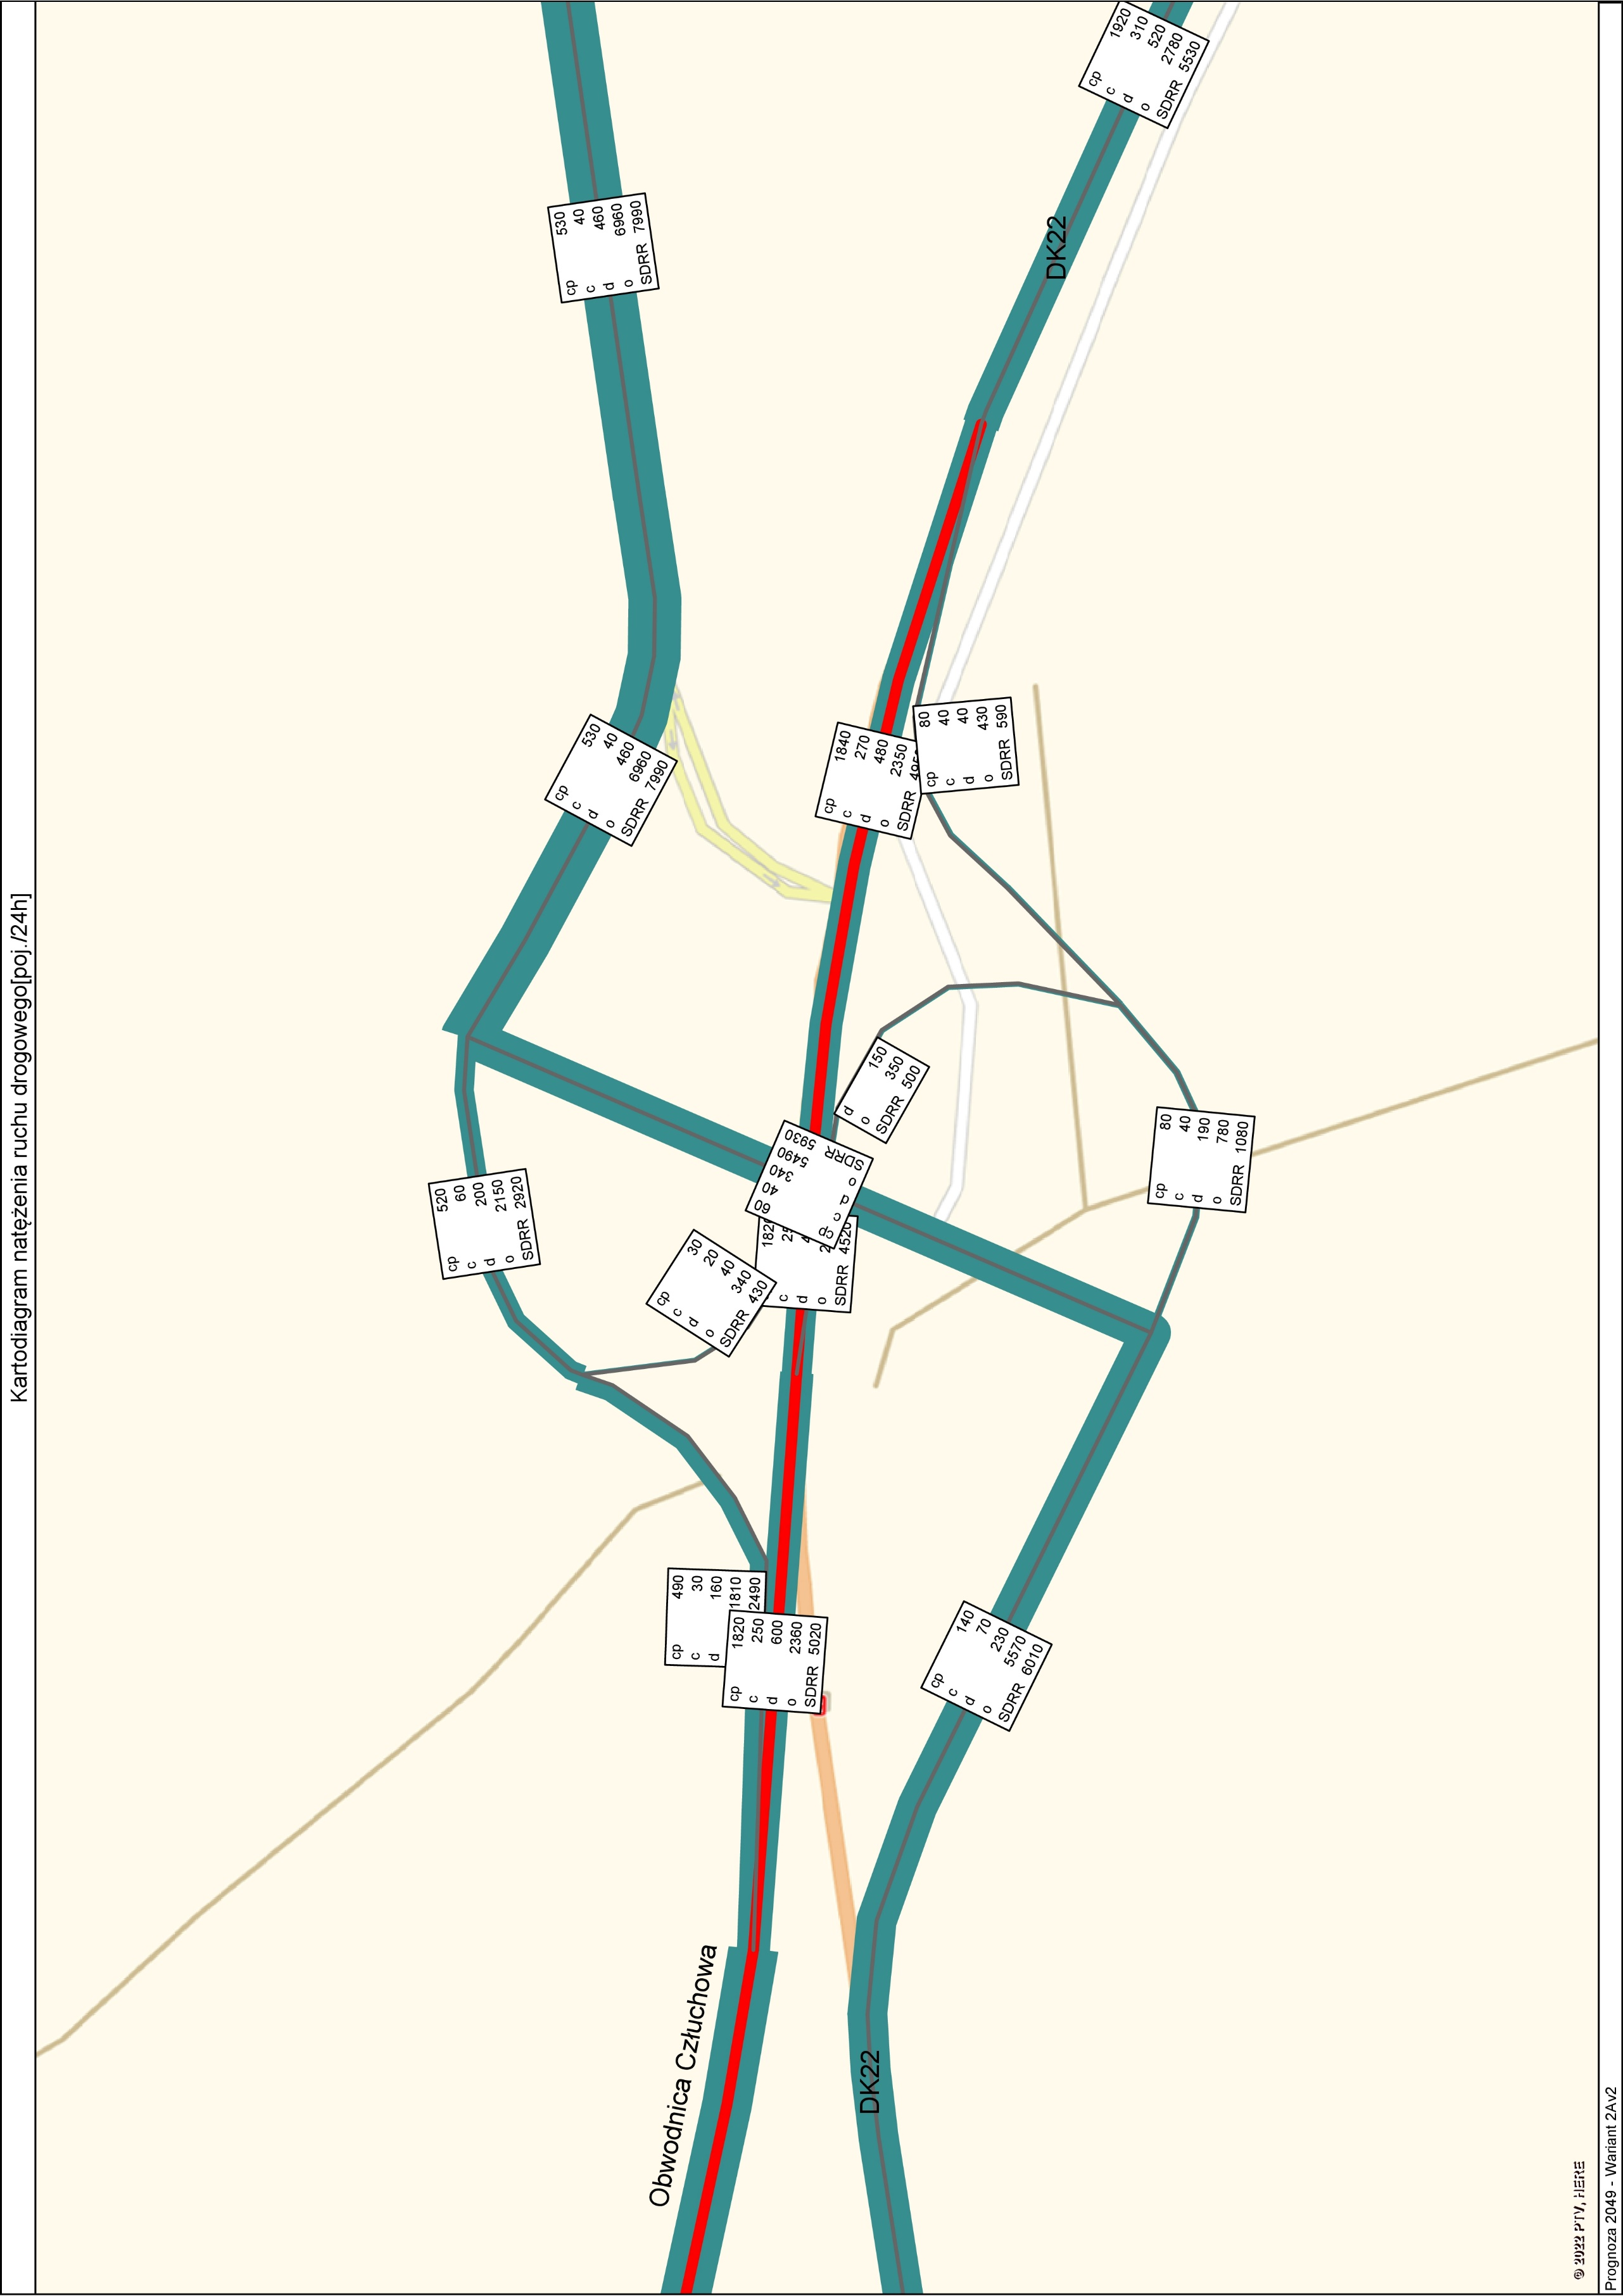 Kartodiagram natężenia ruchu drogowego[poj./24h]
cp 530
c 40
d 460
o 6960
SDRR 7990
cp 1920
c 310
d 520
o 2780
SDRR 5530
DK22
cp 530
c 40
d 460
o 6960
SDRR 7990
cp 1840
c 270
d 480
o 2350
SDRR
cp 80
c 40
d 40
o 430
SDRR 590
d 150
o 350
SDRR 500
cp 60
c 40
d 340
o 5490
SDRR 5930
cp 80
c 40
d 190
o 780
SDRR 1080
cp 520
c 60
d 200
o 2150
SDRR 2920
cp 30
c 20
d 40
o 340
SDRR 430
c
d
o
SDRR 4520
cp 490
c 30
d 160
1810
2490
cp 1820
c 250
d 600
o 2360
SDRR 5020
cp 140
c 70
d 230
o 5570
SDRR 6010
Obwodnica Człuchowa
DK22
© 2022 PTV, HERE
Prognoza 2049 - Wariant 2Av2